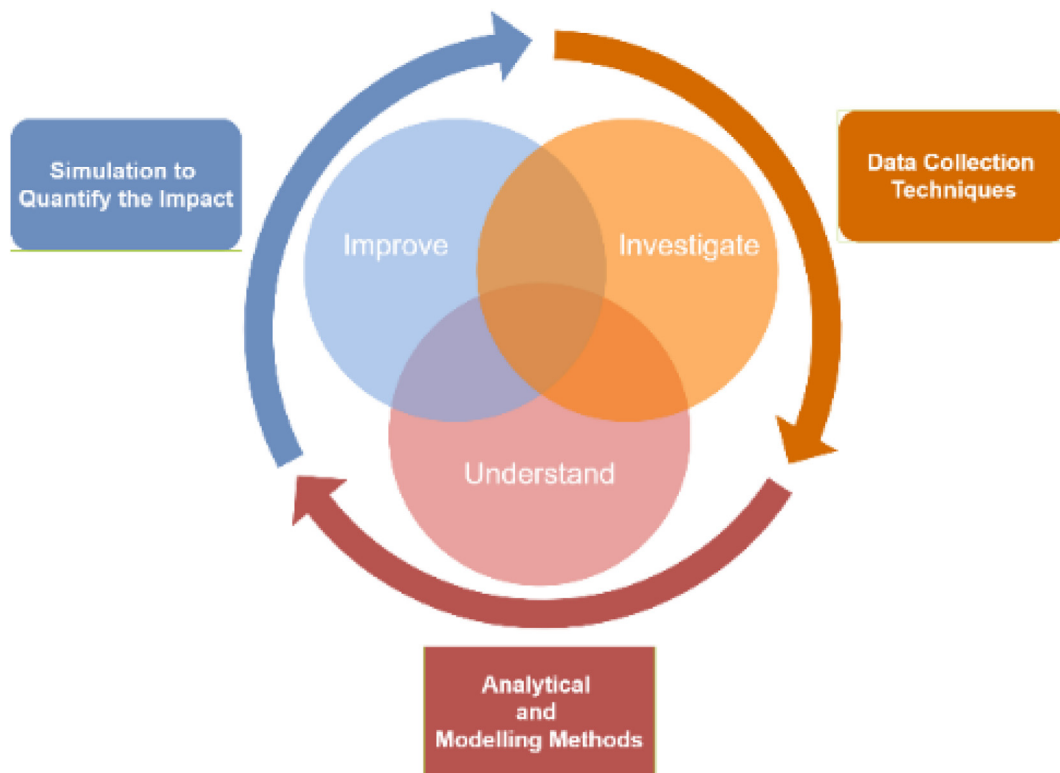 Simulation to
Quantify the Impact
Data Collection
Techniques
Improve
Investigate
Understand
Analytical
and
Modelling Methods